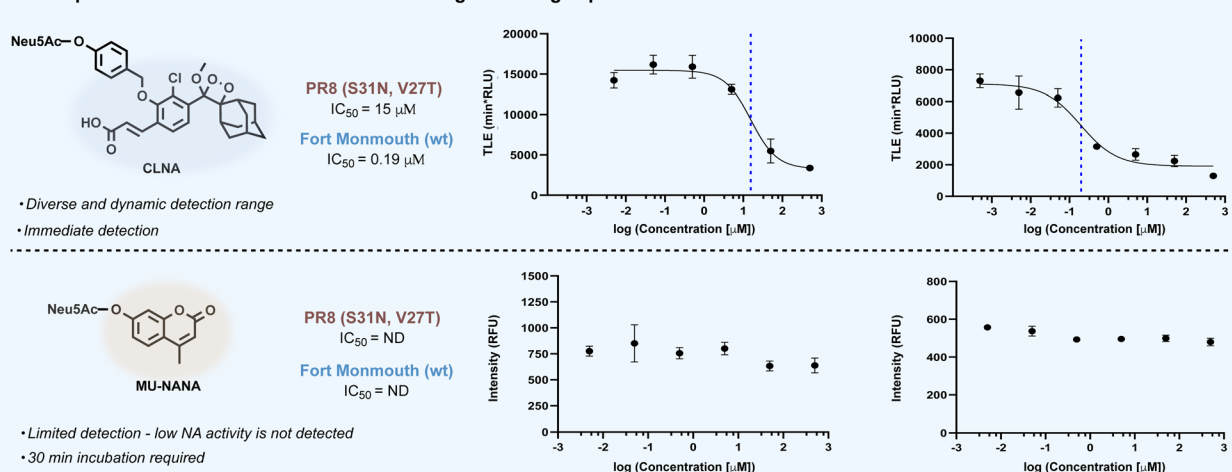 Neu5Ac
O
O
Cl
O
O
O
HO
O
CLNA
PR8 (S31N, V27T)
IC50 = 15 μM
Fort Monmouth (wt)
IC50 = 0.19 μM
•Diverse and dynamic detection range
•Immediate detection
TLE (min*RLU)
20000
15000
10000
5000
0
-3 -2 -1 0 1 2 3
log (Concentration [μM])
TLE (min*RLU)
10000
8000
6000
4000
2000
0
-3 -2 -1 0 1 2 3
log (Concentration [μM])
Neu5Ac
O
O
O
MU-NANA
PR8 (S31N, V27T)
IC50 = ND
Fort Monmouth (wt)
IC50 = ND
•Limited detection - low NA activity is not detected
•30 min incubation required
Intensity (RFU)
1500
1250
1000
750
500
250
0
-3 -2 -1 0 1 2 3
log (Concentration [μM])
Intensity (RFU)
800
600
400
200
0
-3 -2 -1 0 1 2 3
log (Concentration [μM])